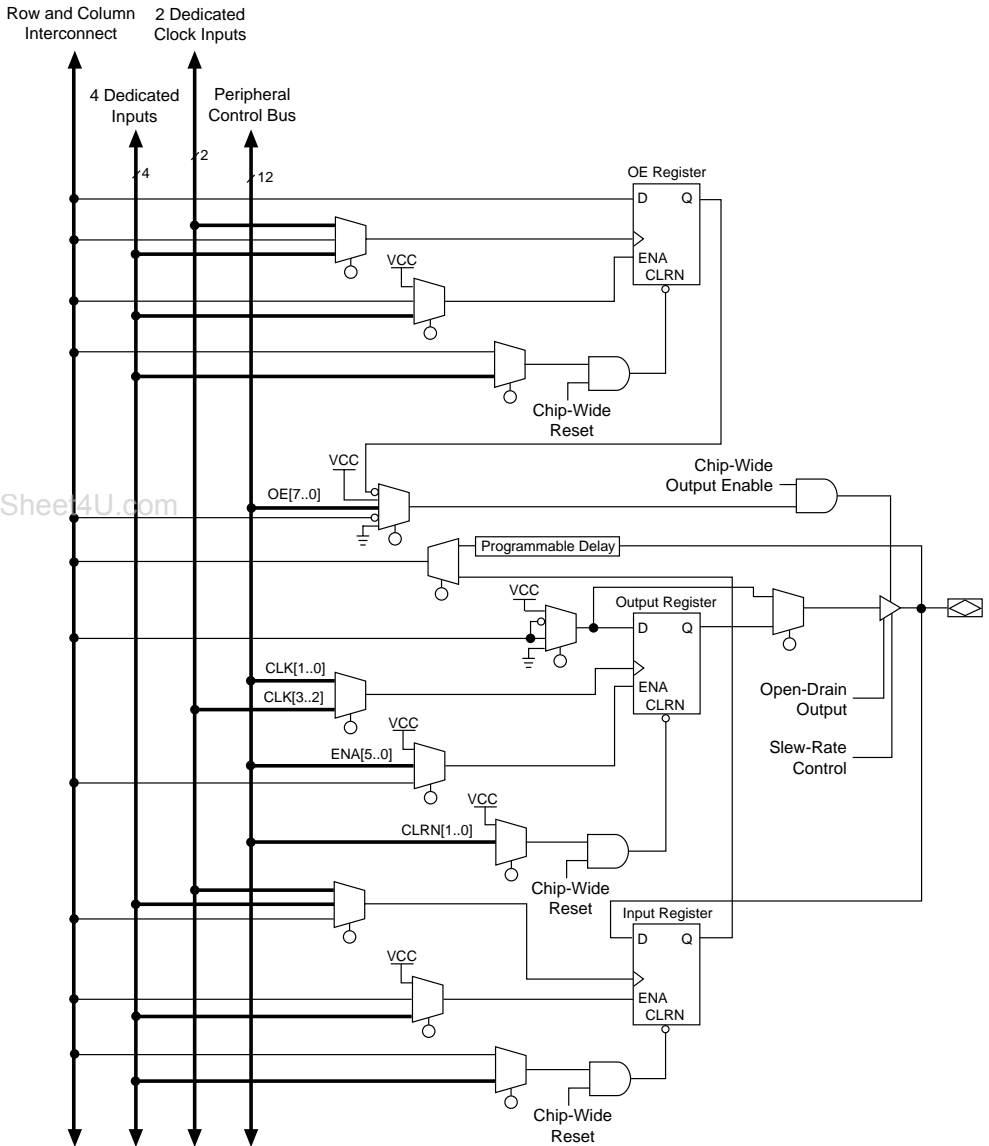 Row and Column
Interconnect
2 Dedicated
Clock Inputs
4 Dedicated
Inputs
Peripheral
Control Bus
2
4
12
OE Register
D Q
ENA
CLRN
VCC
Chip-Wide
Reset
VCC
OE[7..0]
Chip-Wide
Output Enable
Sheet4U.com
Programmable Delay
VCC
Output Register
D Q
ENA
CLRN
CLK[1..0]
CLK[3..2]
Open-Drain
Output
VCC
ENA[5..0]
Slew-Rate
Control
VCC
CLRN[1..0]
Chip-Wide
Reset
Input Register
D Q
ENA
CLRN
VCC
Chip-Wide
Reset